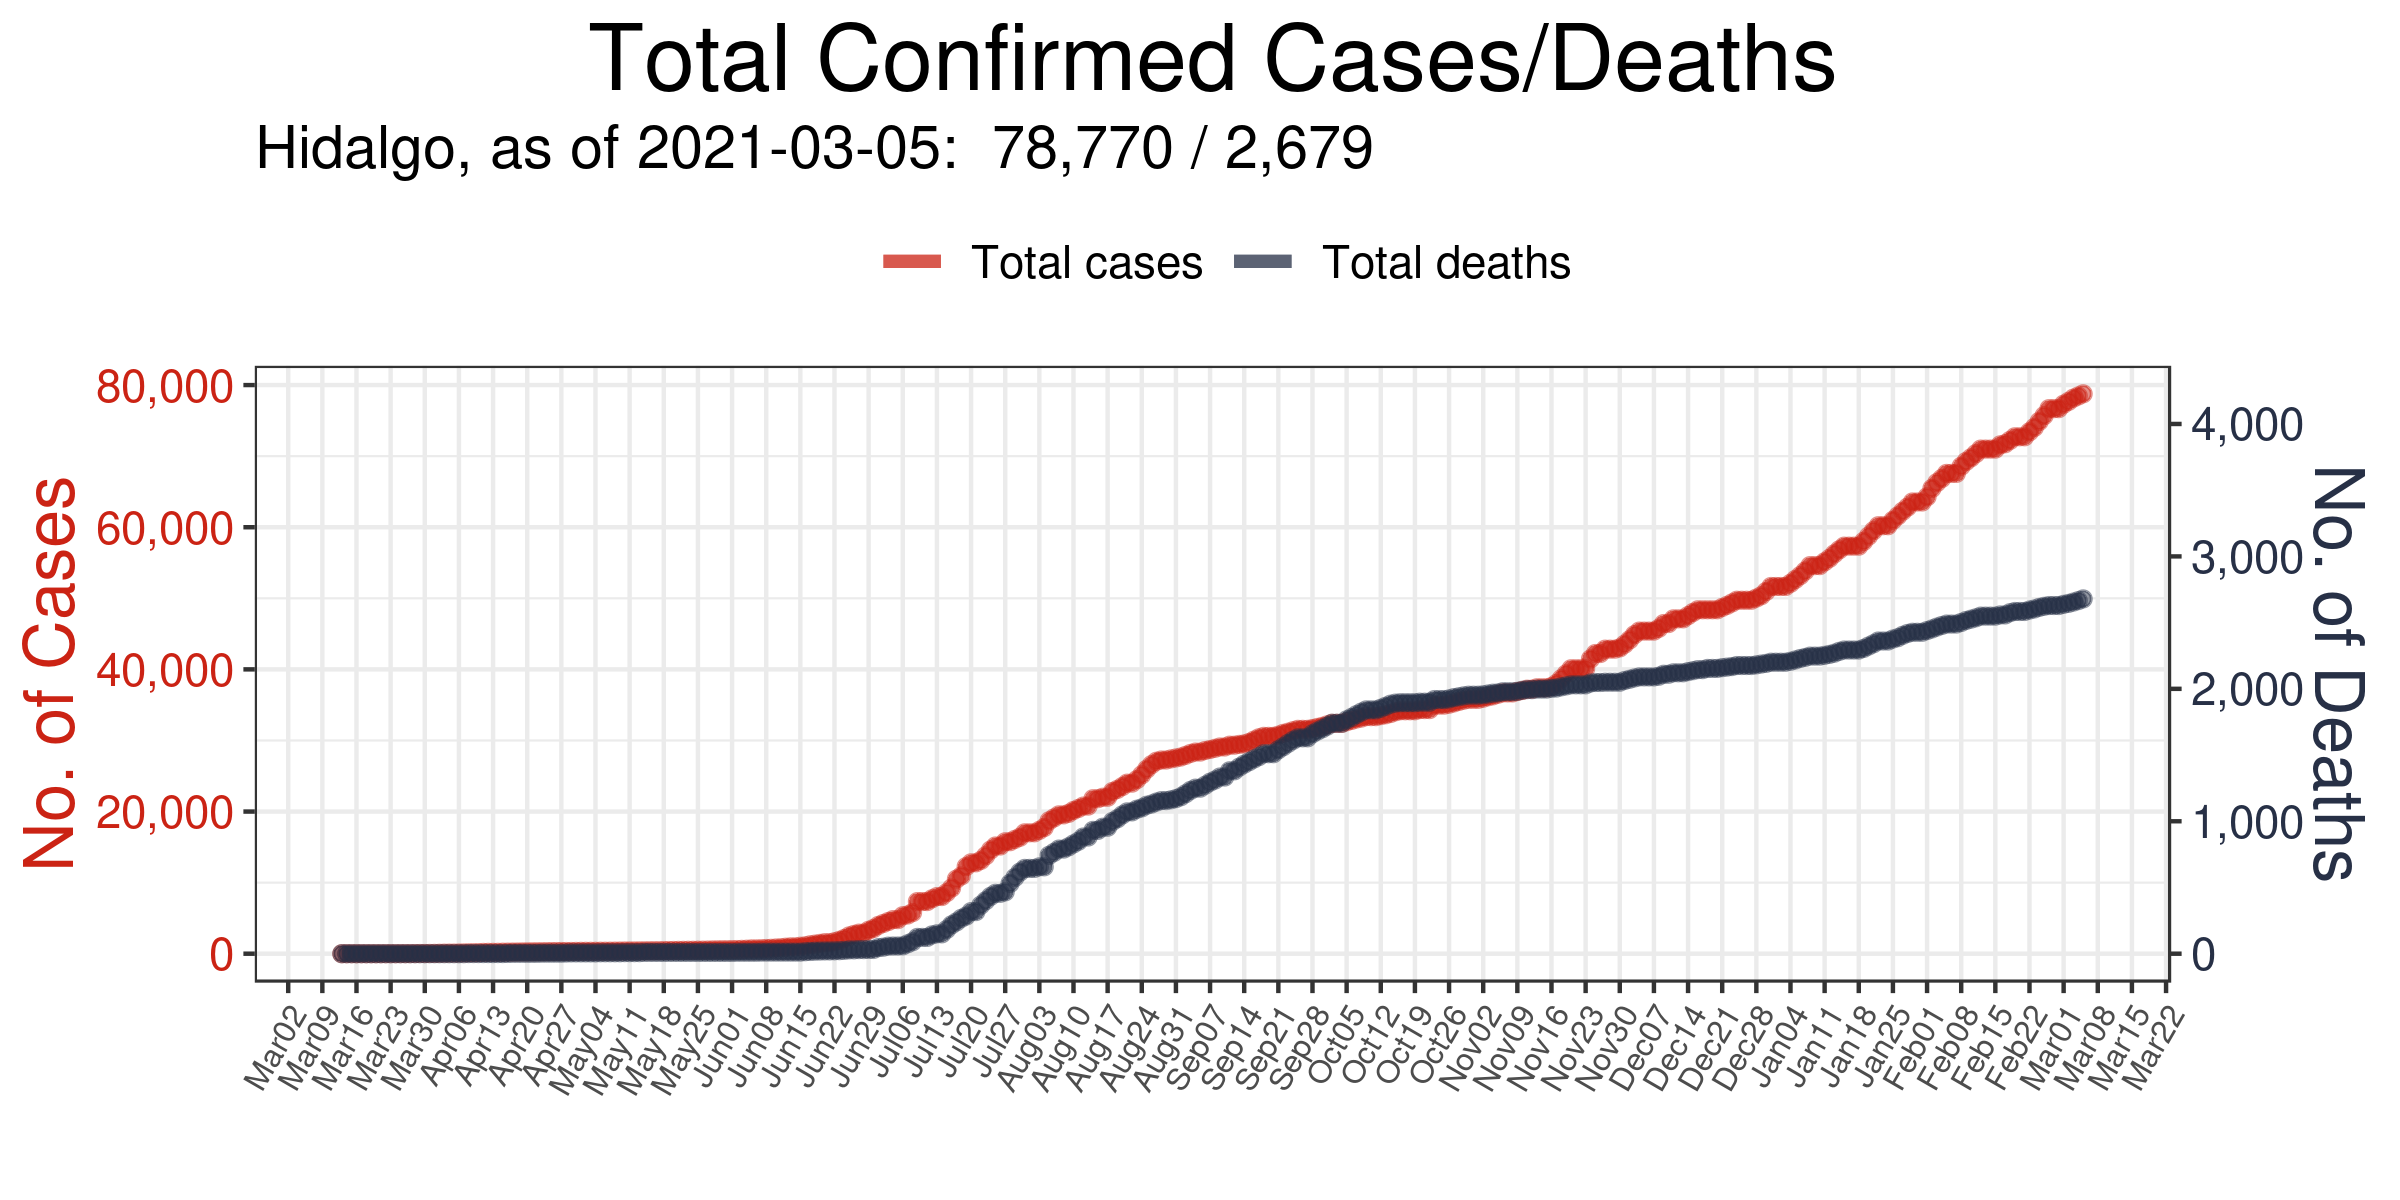 Total Confirmed Cases/Deaths
Hidalgo, as of 2021-03-05:  78,770 / 2,679
Total cases
Total deaths
No. of Cases
80,000
60,000
40,000
20,000
0
4,000
3,000
2,000
1,000
0
No. of Deaths
Mar02
Mar09
Mar16
Mar23
Mar30
Apr06
Apr13
Apr20
Apr27
May04
May11
May18
May25
Jun01
Jun08
Jun15
Jun22
Jun29
Jul06
Jul13
Jul20
Jul27
Aug03
Aug10
Aug17
Aug24
Aug31
Sep07
Sep14
Sep21
Sep28
Oct05
Oct12
Oct19
Oct26
Nov02
Nov09
Nov16
Nov23
Nov30
Dec07
Dec14
Dec21
Dec28
Jan04
Jan11
Jan18
Jan25
Feb01
Feb08
Feb15
Feb22
Mar01
Mar08
Mar15
Mar22